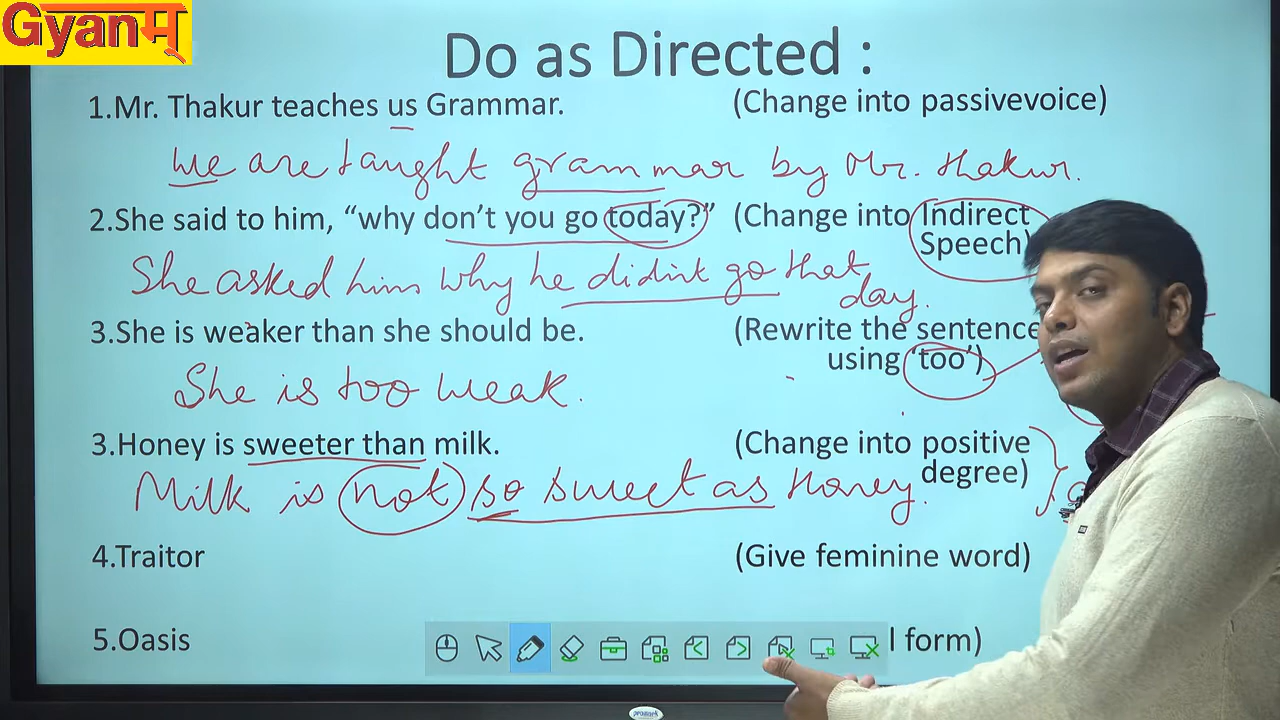 Gyanम्
Do as Directed :
1.Mr. Thakur teaches us Grammar. (Change into passivevoice)
We are taught grammar by Mr. Thakur.
2.She said to him, “why don’t you go today?” (Change into Indirect
Speech)
She asked him why he didint go that
day.
3.She is weaker than she should be. (Rewrite the sentence
using ‘too’)
She is too weak.
3.Honey is sweeter than milk. (Change into positive
degree)
Milk is not so sweet as Honey.
4.Traitor (Give feminine word)
5.Oasis l form)